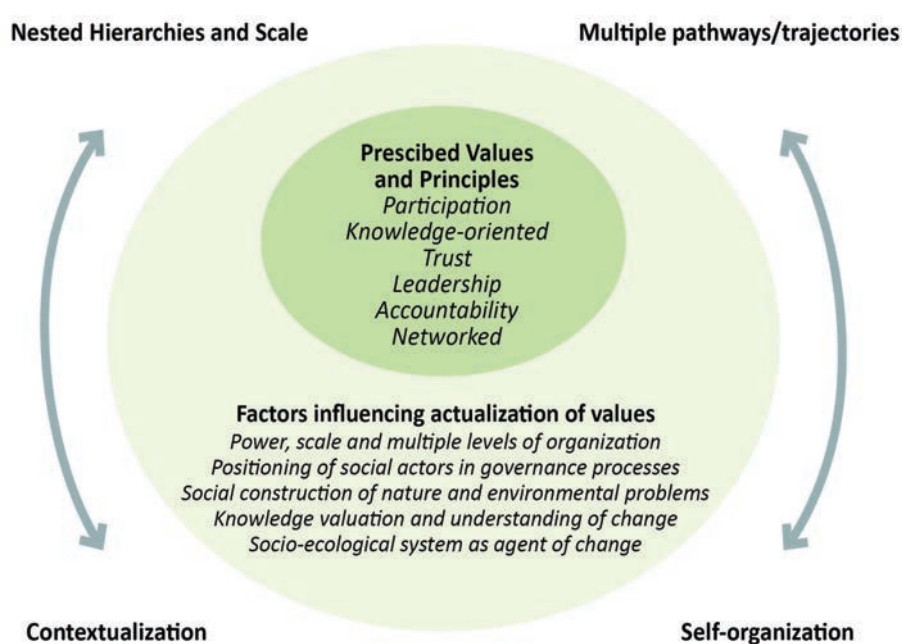 Nested Hierarchies and Scale
Multiple pathways/trajectories
Prescibed Values
and Principles
Participation
Knowledge-oriented
Trust
Leadership
Accountability
Networked
Factors influencing actualization of values
Power, scale and multiple levels of organization
Positioning of social actors in governance processes
Social construction of nature and environmental problems
Knowledge valuation and understanding of change
Socio-ecological system as agent of change
Contextualization
Self-organization